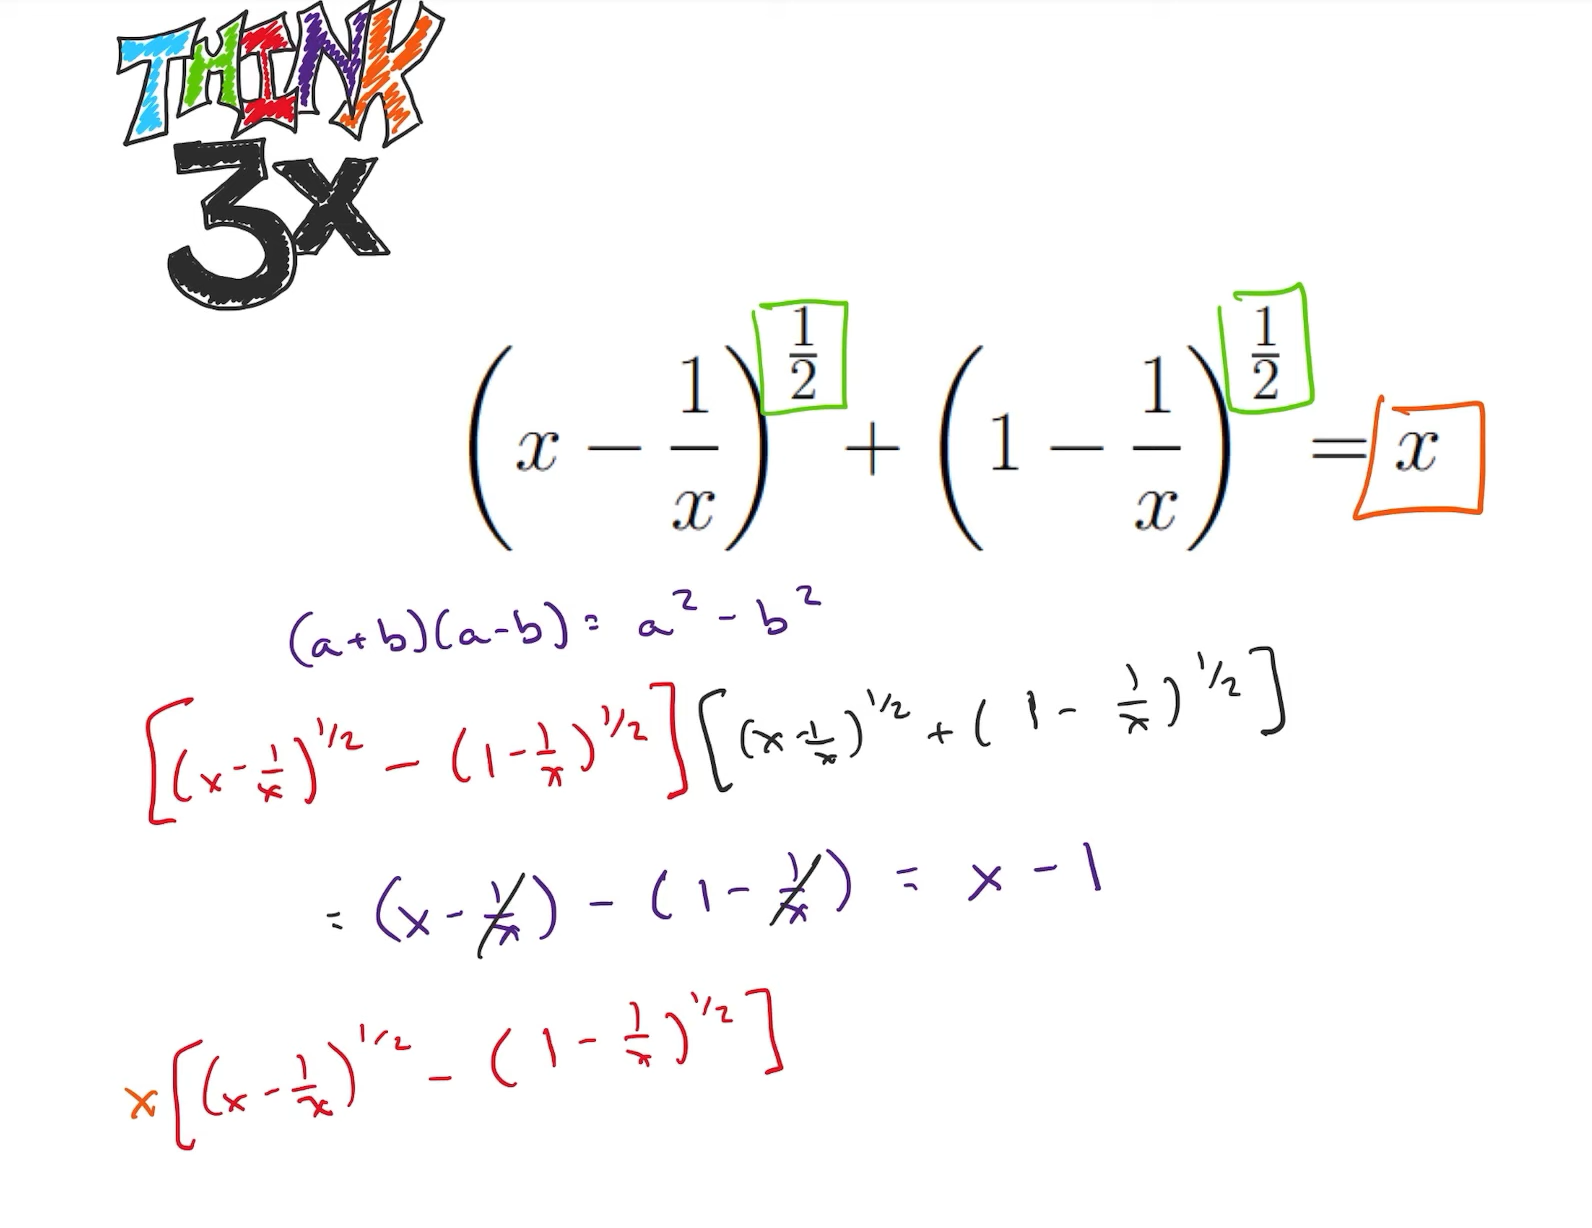 THINK
3x
(x - 1/x)^(1/2) + (1 - 1/x)^(1/2) = x
(a+b)(a-b) = a² - b²
[(x - 1/x)^1/2 - (1 - 1/x)^1/2] [(x - 1/x)^1/2 + (1 - 1/x)^1/2]
= (x - 1/x) - (1 - 1/x) = x - 1
x[(x - 1/x)^1/2 - (1 - 1/x)^1/2]